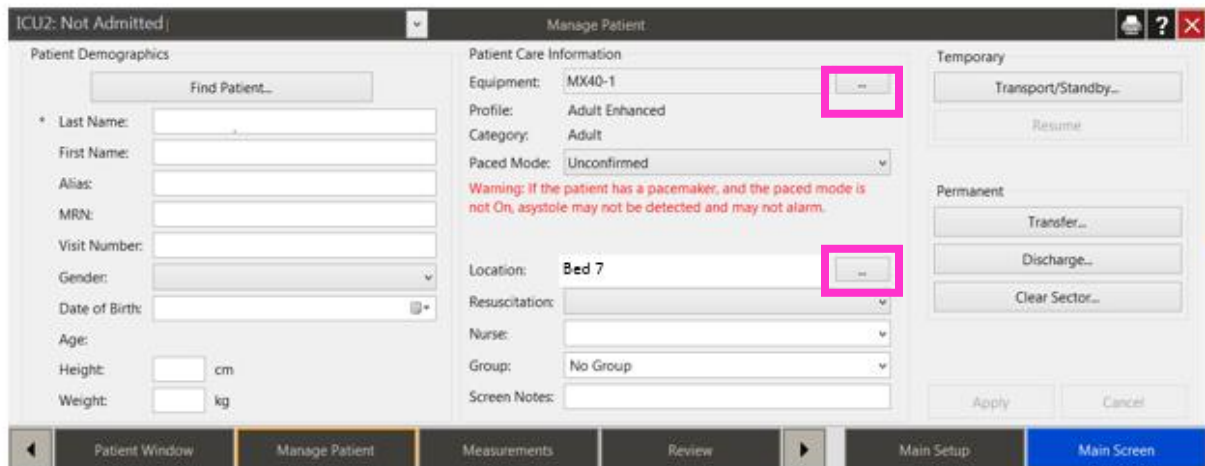 ICU2: Not Admitted
Manage Patient
?
Patient Demographics
Find Patient...
* Last Name:
First Name:
Alias:
MRN:
Visit Number:
Gender:
Date of Birth:
Age:
Height: cm
Weight: kg
Patient Care Information
Equipment: MX40-1 ...
Profile: Adult Enhanced
Category: Adult
Paced Mode: Unconfirmed
Warning: If the patient has a pacemaker, and the paced mode is
not On, asystole may not be detected and may not alarm.
Location: Bed 7 ...
Resuscitation:
Nurse:
Group: No Group
Screen Notes:
Temporary
Transport/Standby...
Resume
Permanent
Transfer...
Discharge...
Clear Sector...
Apply Cancel
Patient Window Manage Patient Measurements Review Main Setup Main Screen